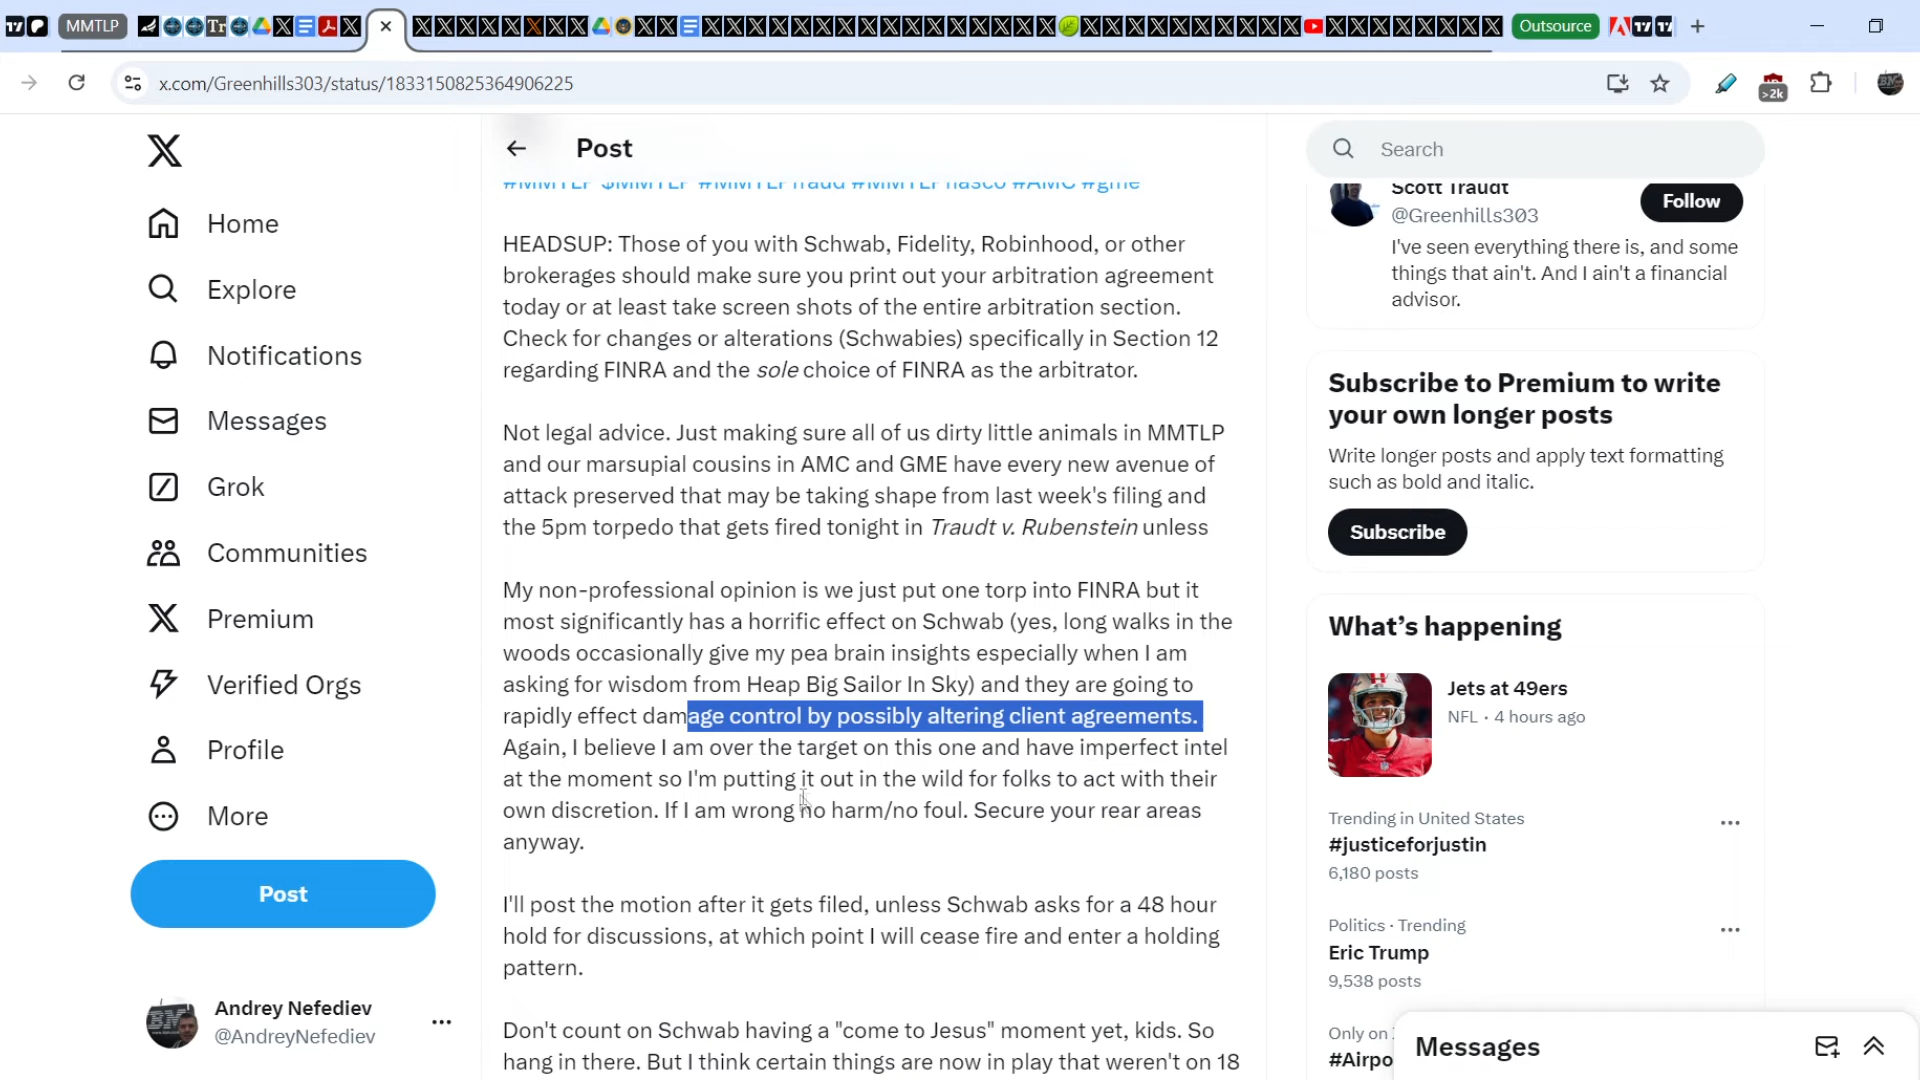 MMTLP
Tr
Outsource
x.com/Greenhills303/status/1833150825364906225
>2k
Home
Explore
Notifications
Messages
Grok
Communities
Premium
Verified Orgs
Profile
More
Post
Andrey Nefediev
@AndreyNefediev
Post
#MMTLP $MMTLP #MMTLPfraud #MMTLPfiasco #AMC #gme
HEADSUP: Those of you with Schwab, Fidelity, Robinhood, or other
brokerages should make sure you print out your arbitration agreement
today or at least take screen shots of the entire arbitration section.
Check for changes or alterations (Schwabies) specifically in Section 12
regarding FINRA and the sole choice of FINRA as the arbitrator.
Not legal advice. Just making sure all of us dirty little animals in MMTLP
and our marsupial cousins in AMC and GME have every new avenue of
attack preserved that may be taking shape from last week's filing and
the 5pm torpedo that gets fired tonight in Traudt v. Rubenstein unless
My non-professional opinion is we just put one torp into FINRA but it
most significantly has a horrific effect on Schwab (yes, long walks in the
woods occasionally give my pea brain insights especially when I am
asking for wisdom from Heap Big Sailor In Sky) and they are going to
rapidly effect damage control by possibly altering client agreements.
Again, I believe I am over the target on this one and have imperfect intel
at the moment so I'm putting it out in the wild for folks to act with their
own discretion. If I am wrong no harm/no foul. Secure your rear areas
anyway.
I'll post the motion after it gets filed, unless Schwab asks for a 48 hour
hold for discussions, at which point I will cease fire and enter a holding
pattern.
Don't count on Schwab having a "come to Jesus" moment yet, kids. So
hang in there. But I think certain things are now in play that weren't on 18
Search
Scott Traudt
@Greenhills303
Follow
I've seen everything there is, and some
things that ain't. And I ain't a financial
advisor.
Subscribe to Premium to write
your own longer posts
Write longer posts and apply text formatting
such as bold and italic.
Subscribe
What's happening
Jets at 49ers
NFL · 4 hours ago
Trending in United States
#justiceforjustin
6,180 posts
Politics · Trending
Eric Trump
9,538 posts
Only on
#Airpo
Messages